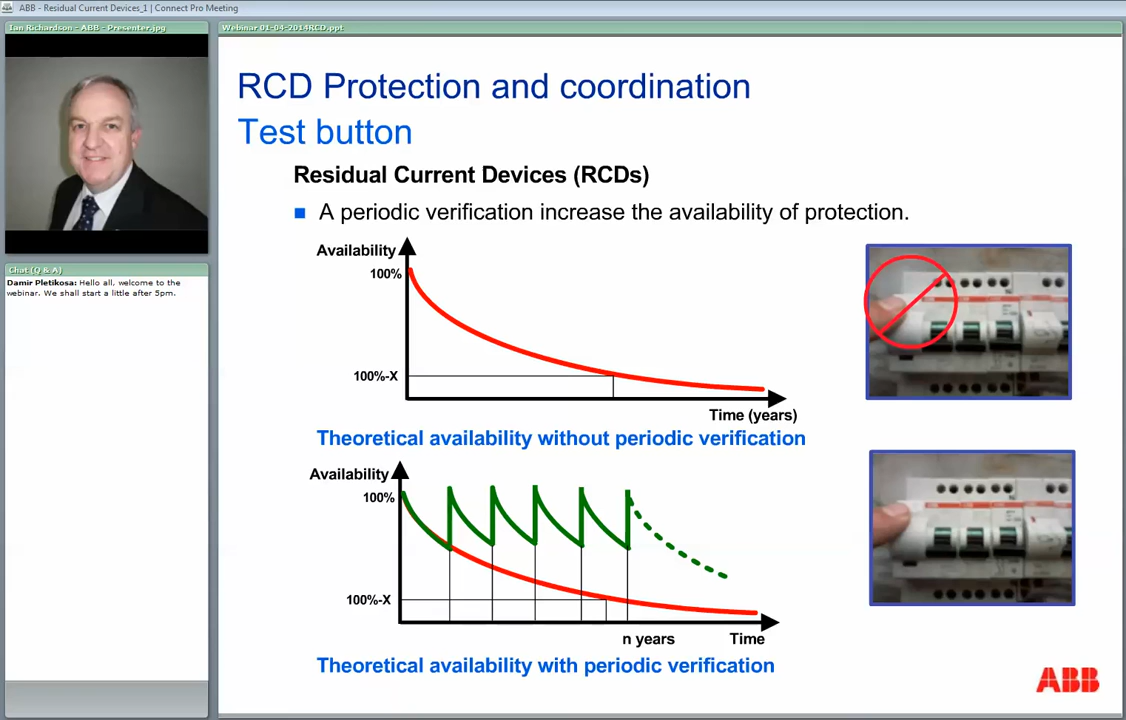 ABB - Residual Current Devices_1 | Connect Pro Meeting
Ian Richardson - ABB - Presenter.jpg
Webinar 01-04-2014RCD.ppt
RCD Protection and coordination
Test button
Residual Current Devices (RCDs)
A periodic verification increase the availability of protection.
Availability
100%
100%-X
Time (years)
Theoretical availability without periodic verification
Availability
100%
100%-X
n years
Time
Theoretical availability with periodic verification
ABB
Chat (Q & A)
Damir Pletikosa: Hello all, welcome to the
webinar. We shall start a little after 5pm.